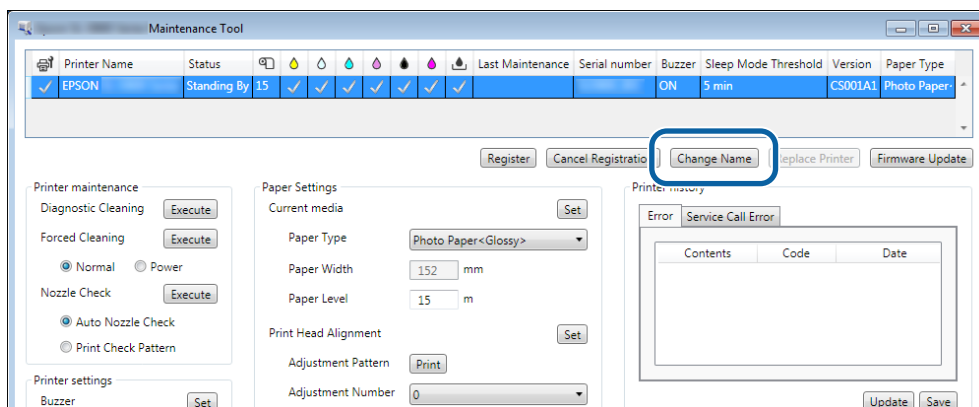 Maintenance Tool
Printer Name Status Last Maintenance Serial number Buzzer Sleep Mode Threshold Version Paper Type
EPSON Standing By 15 ON 5 min CS001A1 Photo Paper
Register Cancel Registration Change Name Replace Printer Firmware Update
Printer maintenance
Diagnostic Cleaning Execute
Forced Cleaning Execute
Normal Power
Nozzle Check Execute
Auto Nozzle Check
Print Check Pattern
Printer settings
Buzzer Set
Paper Settings
Current media Set
Paper Type Photo Paper<Glossy>
Paper Width 152 mm
Paper Level 15 m
Print Head Alignment Set
Adjustment Pattern Print
Adjustment Number 0
Printer history
Error Service Call Error
Contents Code Date
Update Save